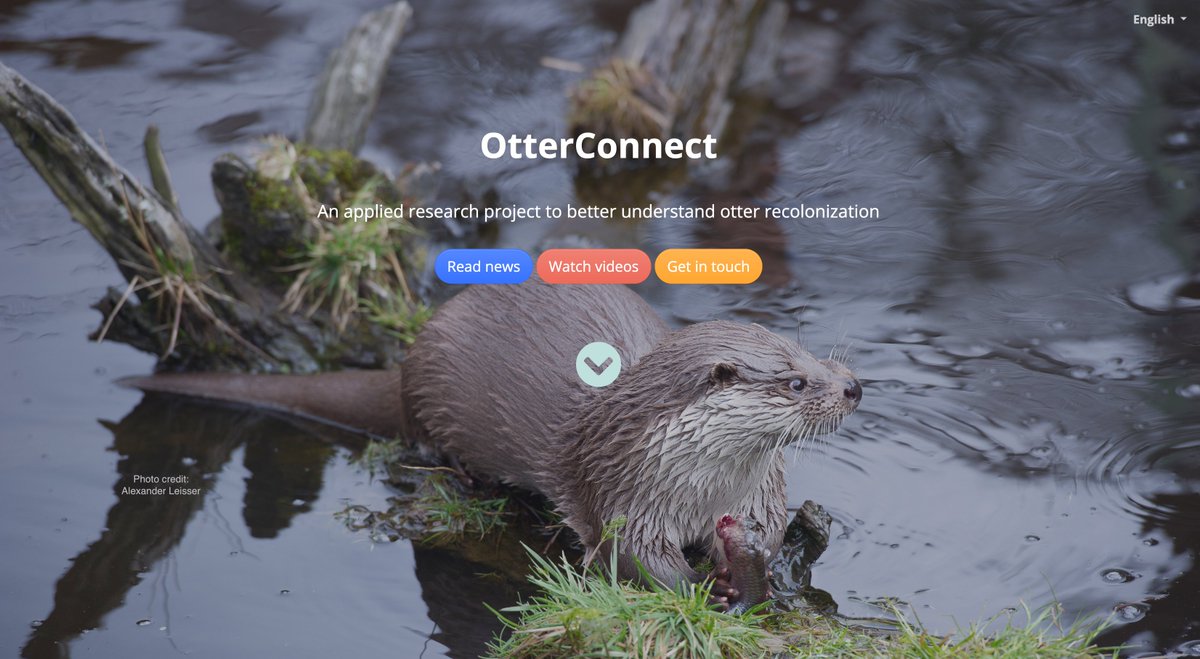 English
OtterConnect
An applied research project to better understand otter recolonization
Read news Watch videos Get in touch
Photo credit:
Alexander Leisser